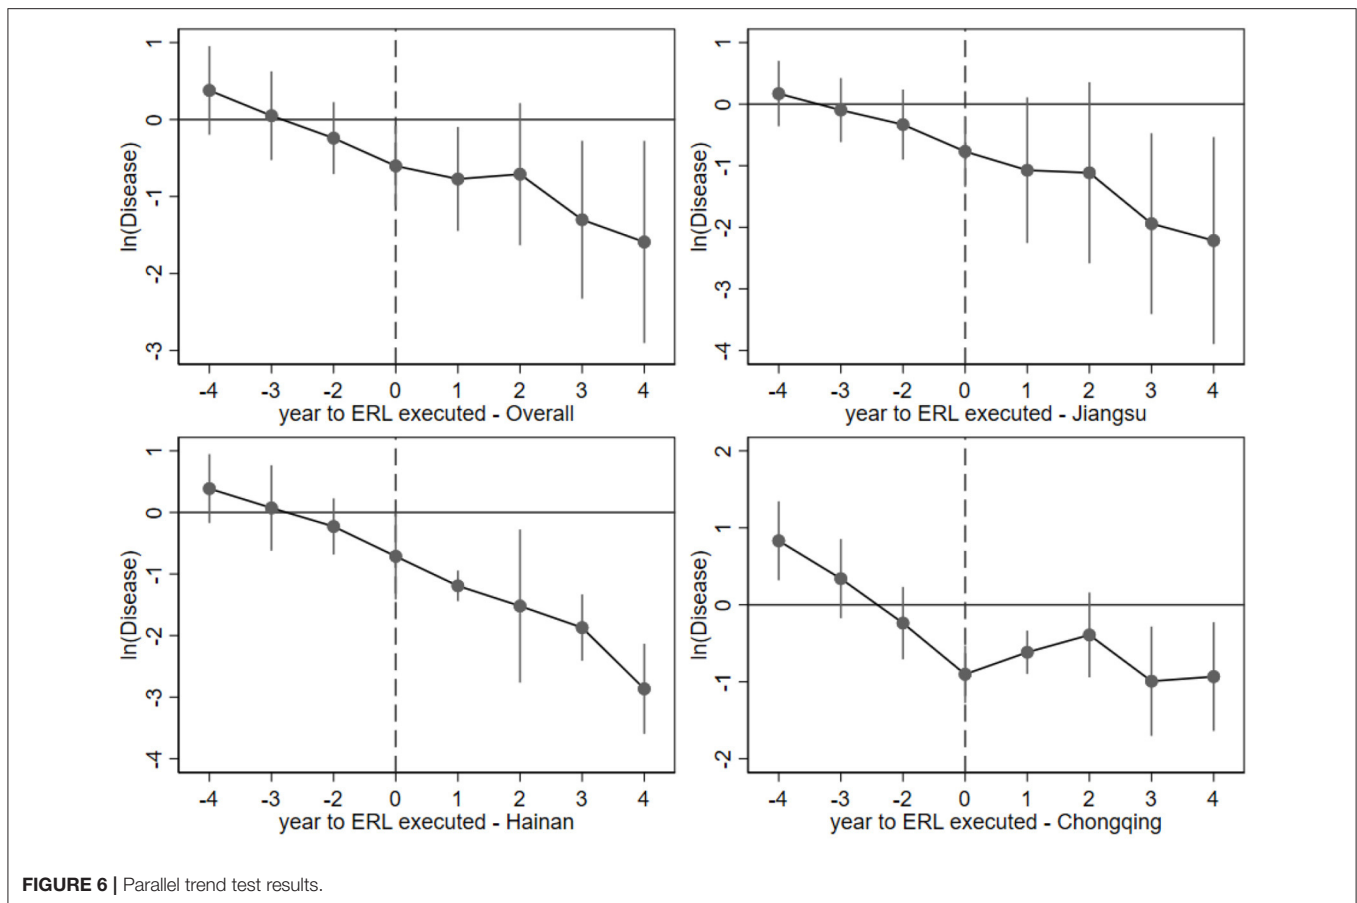 1
0
-1
-2
-3
ln(Disease)
-4 -3 -2 0 1 2 3 4
year to ERL executed - Overall
1
0
-1
-2
-3
-4
ln(Disease)
-4 -3 -2 0 1 2 3 4
year to ERL executed - Jiangsu
1
0
-1
-2
-3
-4
ln(Disease)
-4 -3 -2 0 1 2 3 4
year to ERL executed - Hainan
2
1
0
-1
-2
ln(Disease)
-4 -3 -2 0 1 2 3 4
year to ERL executed - Chongqing
FIGURE 6 | Parallel trend test results.